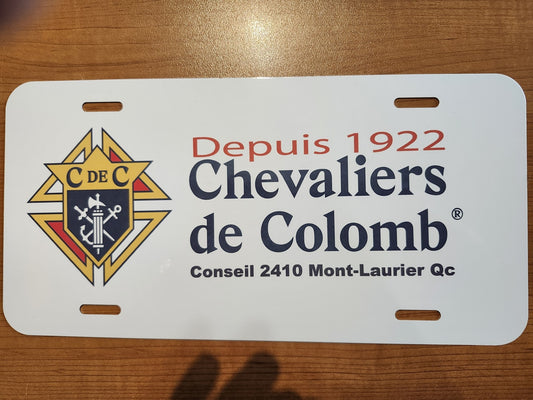 C DE C
Depuis 1922
Chevaliers
de Colomb®
Conseil 2410 Mont-Laurier Qc